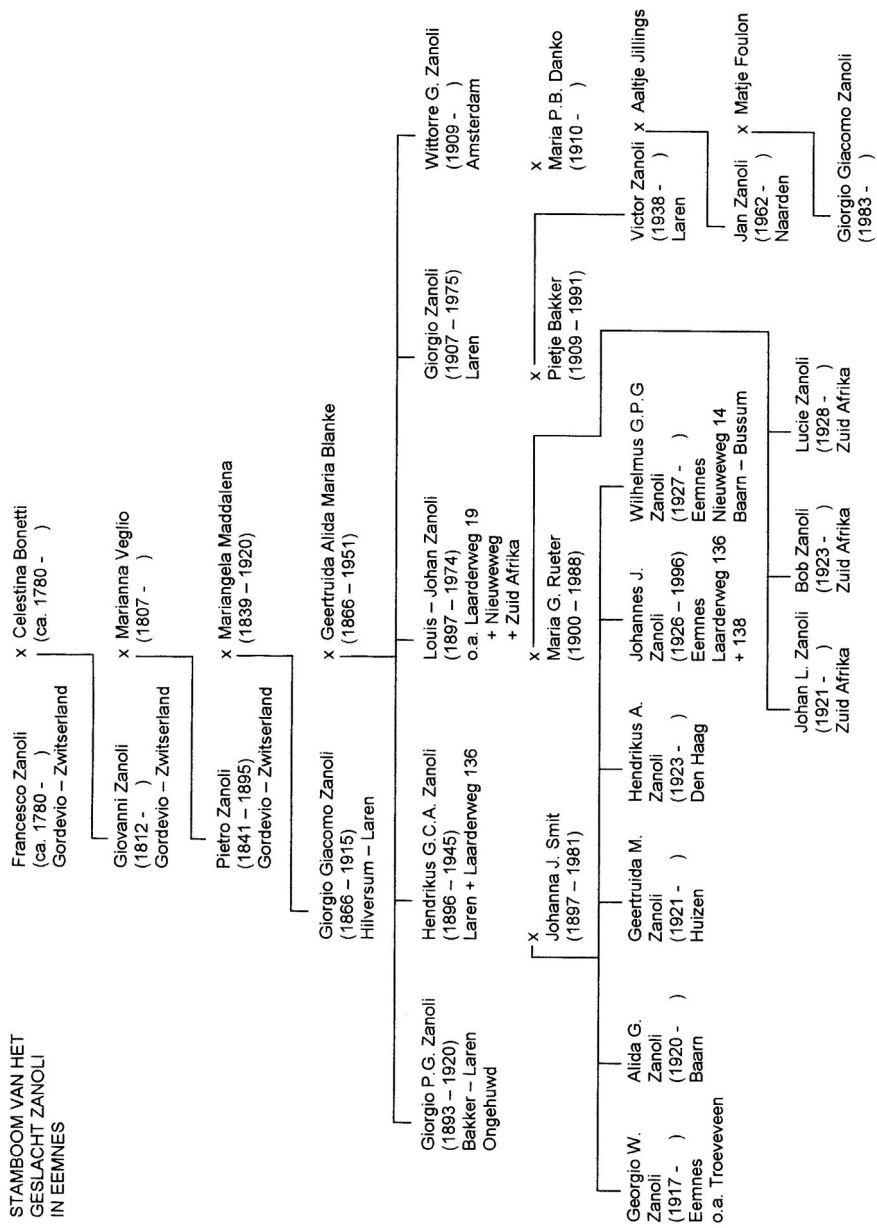 STAMBOOM VAN HET
GESLACHT ZANOLI
IN EEMNES
Francesco Zanoli x Celestina Bonetti
(ca. 1780 - ) (ca. 1780 - )
Gordevio – Zwitserland
Giovanni Zanoli x Marianna Veglio
(1812 - ) (1807 - )
Gordevio – Zwitserland
Pietro Zanoli x Mariangela Maddalena
(1841 – 1895) (1839 – 1920)
Gordevio – Zwitserland
Giorgio Giacomo Zanoli x Geertruida Alida Maria Blanke
(1866 – 1915) (1866 – 1951)
Hilversum – Laren
Giorgio P.G. Zanoli
(1893 – 1920)
Bakker – Laren
Ongehuwd
Hendrikus G.C.A. Zanoli
(1896 – 1945)
Laren + Laarderweg 136
Louis – Johan Zanoli
(1897 – 1974)
o.a. Laarderweg 19
+ Nieuweweg
+ Zuid Afrika
Giorgio Zanoli
(1907 – 1975)
Laren
Wittorre G. Zanoli
(1909 - )
Amsterdam
x
Johanna J. Smit
(1897 – 1981)
x
Maria G. Rueter
(1900 – 1988)
x
Pietje Bakker
(1909 – 1991)
x
Maria P.B. Danko
(1910 - )
Georgio W.
Zanoli
(1917 - )
Eemnes
o.a. Troeveveen
Alida G.
Zanoli
(1920 - )
Baarn
Geertruida M.
Zanoli
(1921 - )
Huizen
Hendrikus A.
Zanoli
(1923 - )
Den Haag
Johannes J.
Zanoli
(1926 – 1996)
Eemnes
Laarderweg 136
+ 138
Wilhelmus G.P.G
Zanoli
(1927 - )
Eemnes
Nieuweweg 14
Baarn – Bussum
Victor Zanoli x Aaltje Jillings
(1938 - )
Laren
Jan Zanoli x Matje Foulon
(1962 - )
Naarden
Giorgio Giacomo Zanoli
(1983 - )
Johan L. Zanoli
(1921 - )
Zuid Afrika
Bob Zanoli
(1923 - )
Zuid Afrika
Lucie Zanoli
(1928 - )
Zuid Afrika